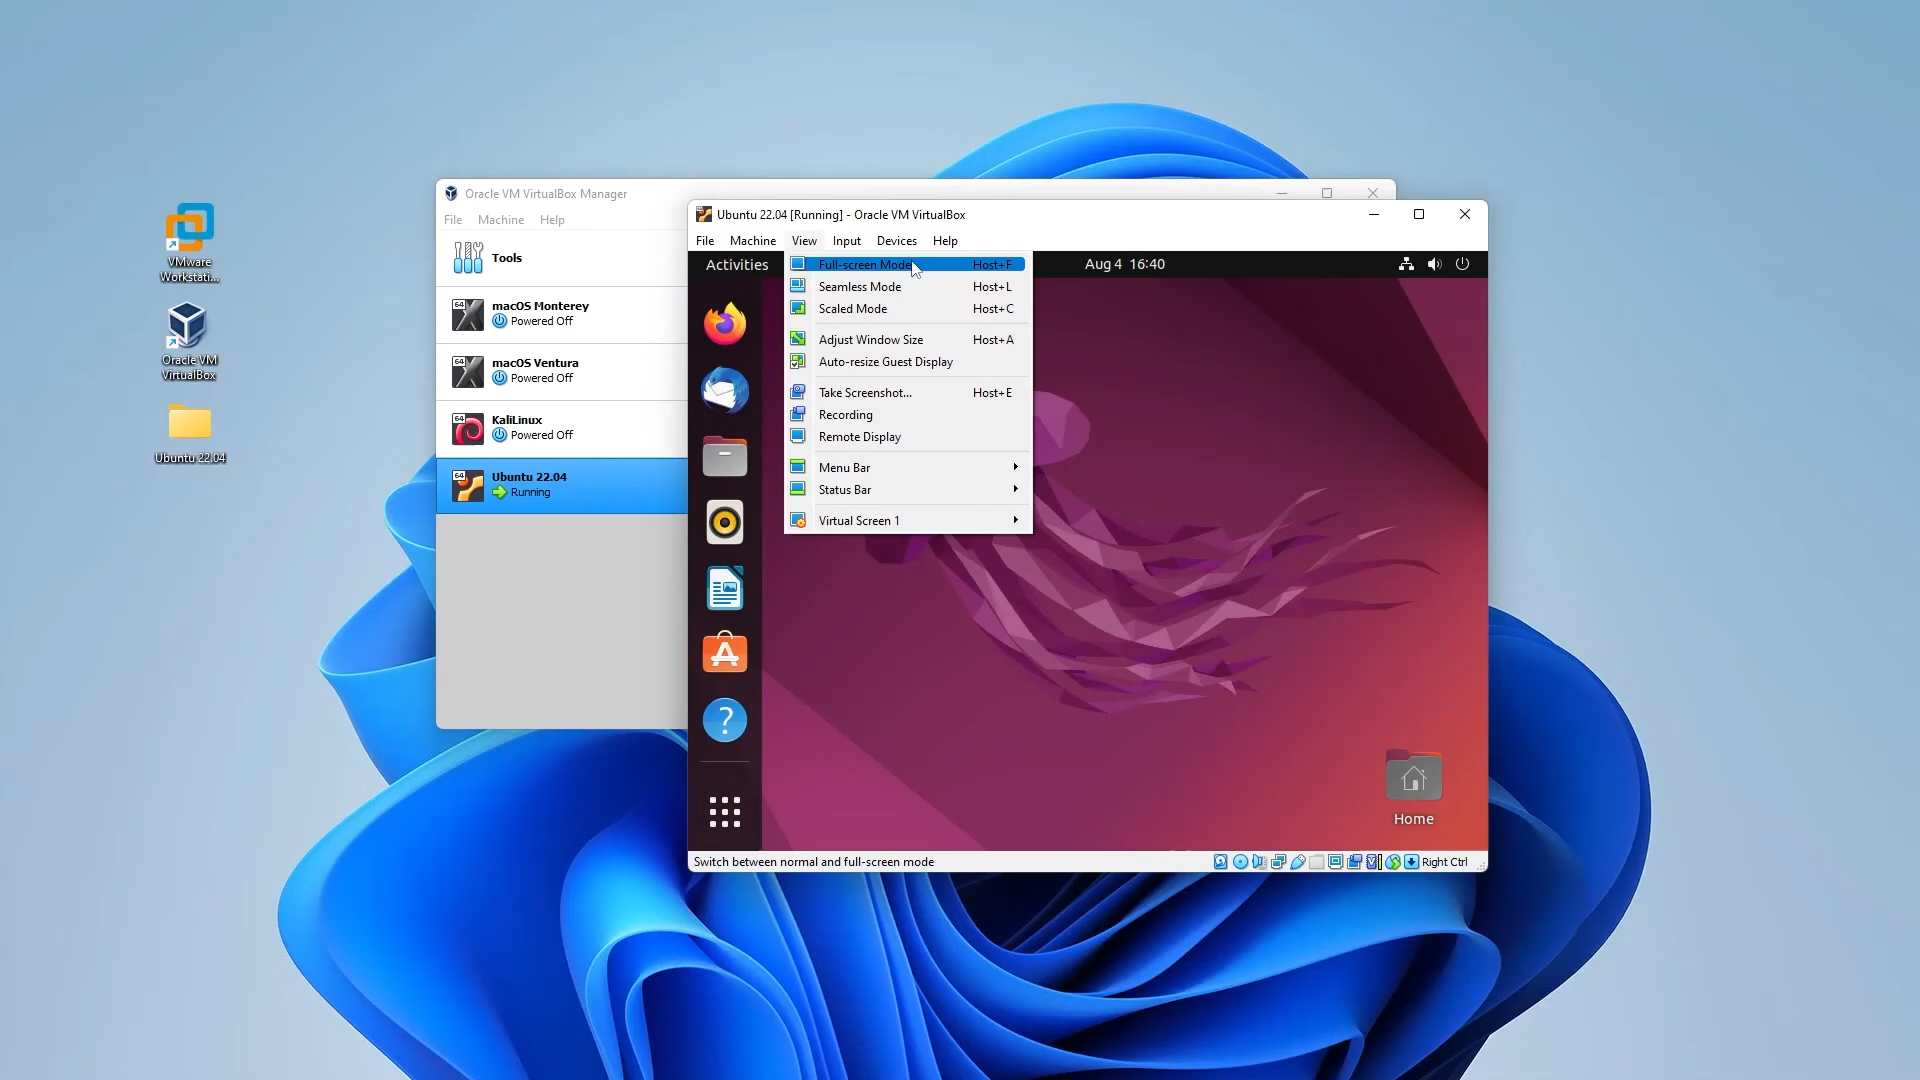 VMware
Workstati...
Oracle VM
VirtualBox
Ubuntu 22.04
Oracle VM VirtualBox Manager
File Machine Help
Tools
64
macOS Monterey
Powered Off
64
macOS Ventura
Powered Off
64
KaliLinux
Powered Off
64
Ubuntu 22.04
Running
Ubuntu 22.04 [Running] - Oracle VM VirtualBox
File Machine View Input Devices Help
Activities
Aug 4 16:40
Full-screen Mode Host+F
Seamless Mode Host+L
Scaled Mode Host+C
Adjust Window Size Host+A
Auto-resize Guest Display
Take Screenshot... Host+E
Recording
Remote Display
Menu Bar
Status Bar
Virtual Screen 1
Home
Switch between normal and full-screen mode
Right Ctrl